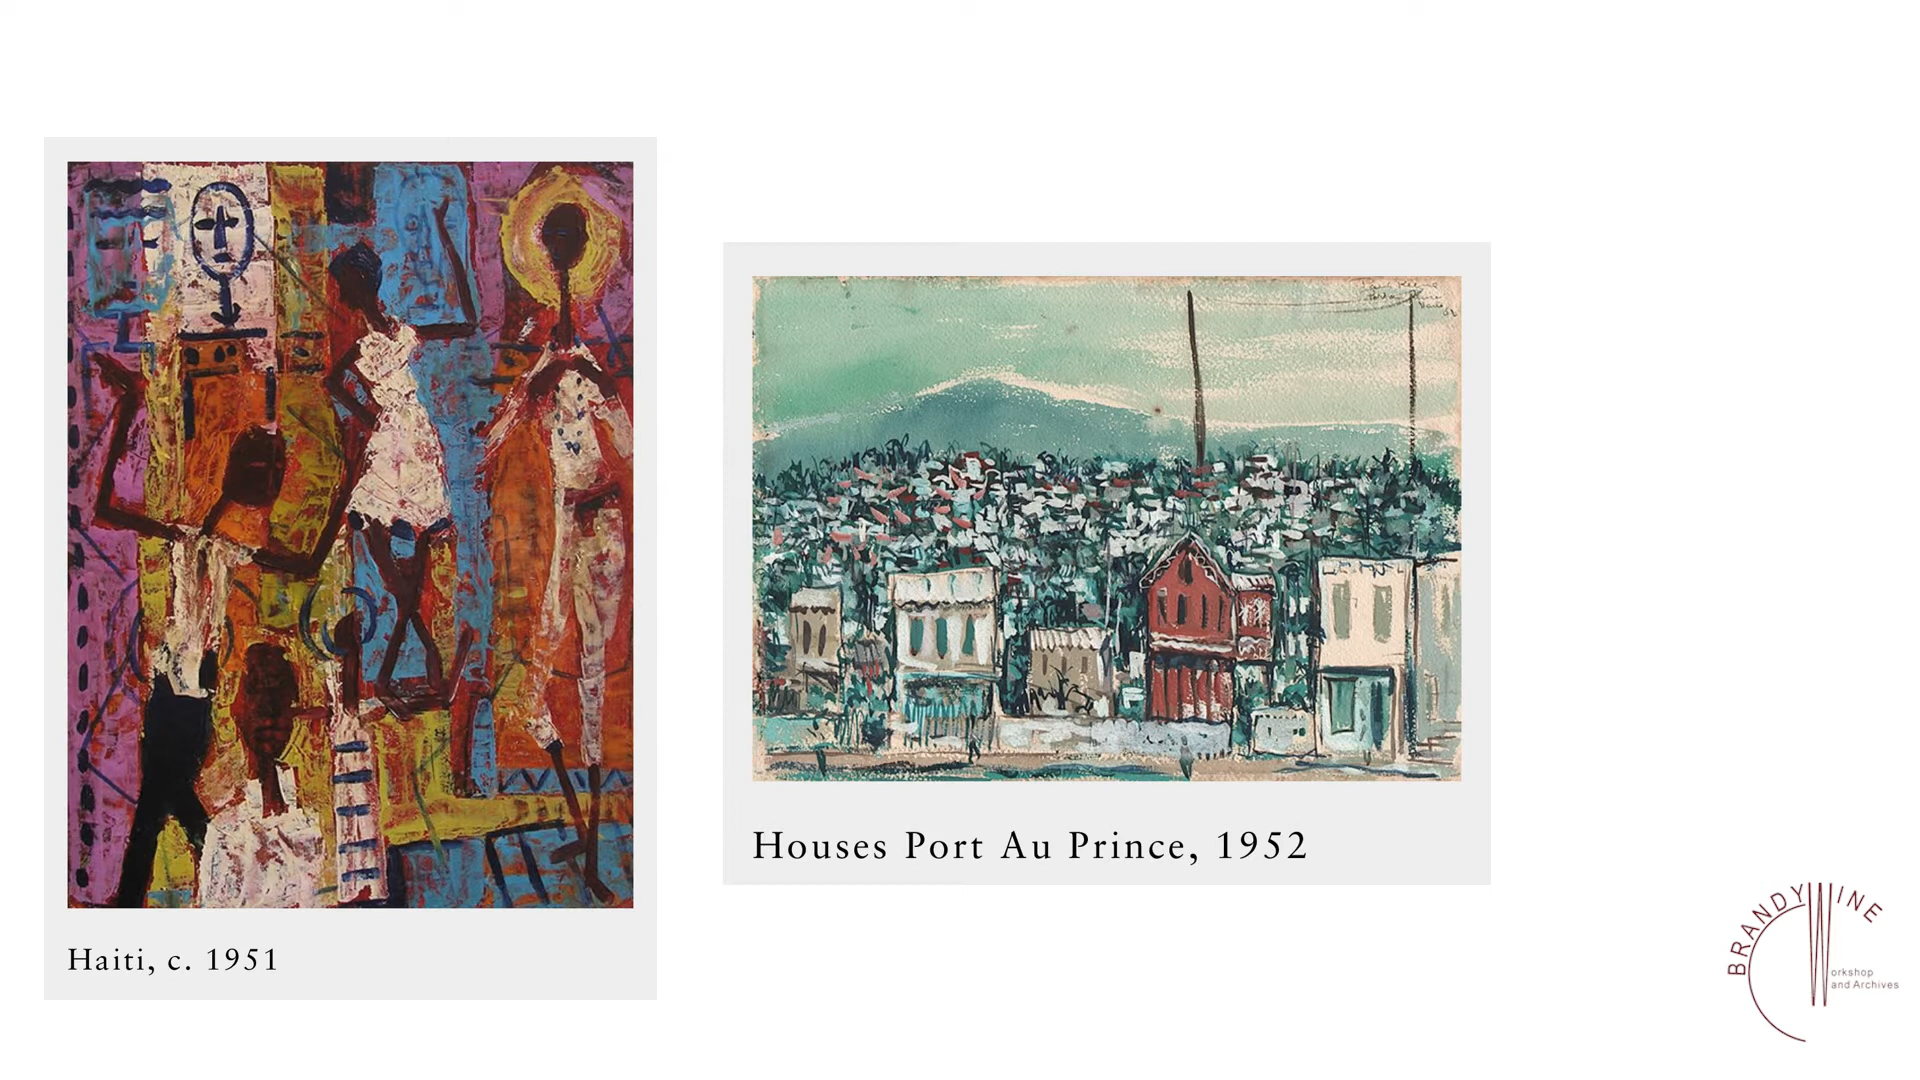 Haiti, c. 1951
Houses Port Au Prince, 1952
BRANDYWINE
orkshop
and Archives